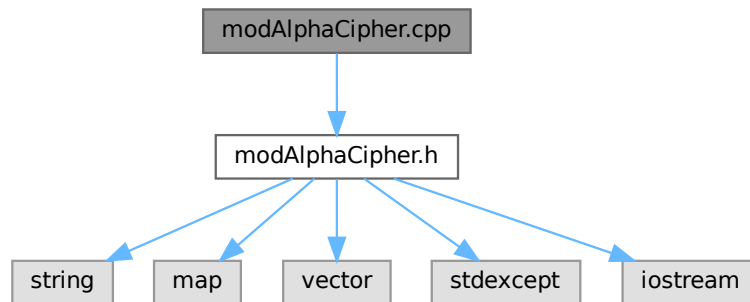 modAlphaCipher.cpp
modAlphaCipher.h
string
map
vector
stdexcept
iostream